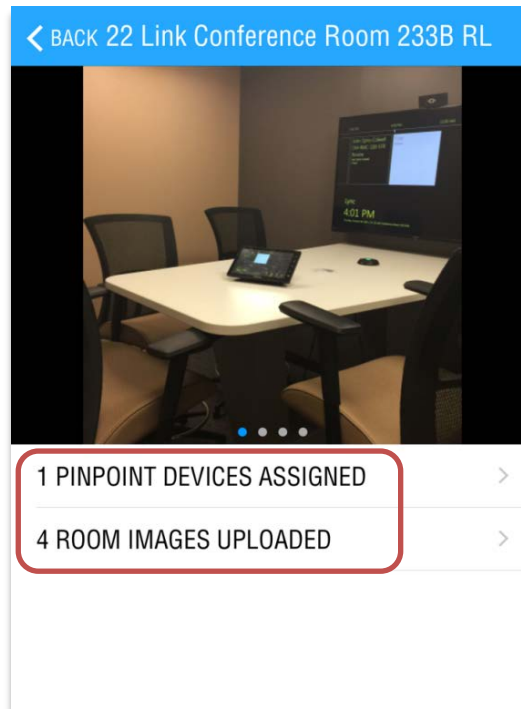 BACK 22 Link Conference Room 233B RL
4:01 PM
1 PINPOINT DEVICES ASSIGNED
4 ROOM IMAGES UPLOADED